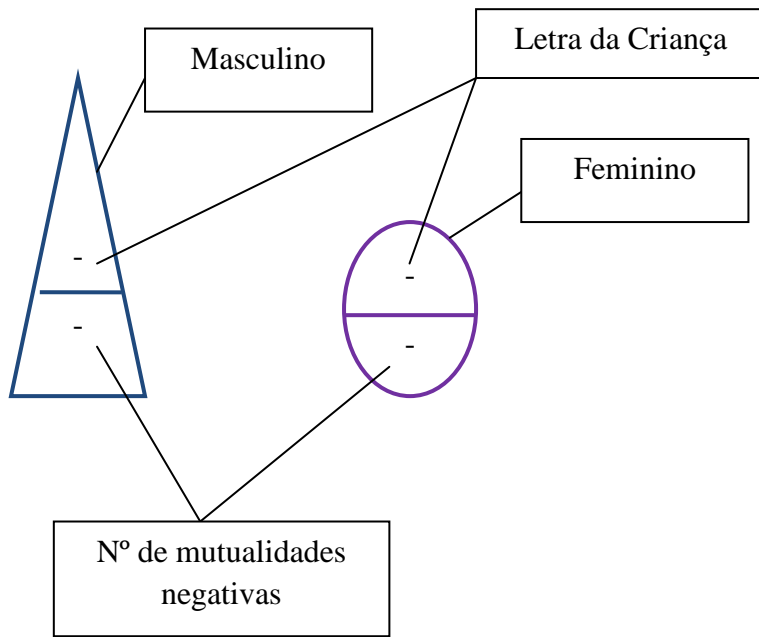 Letra da Criança
Masculino
Feminino
-
-
-
-
Nº de mutualidades
negativas